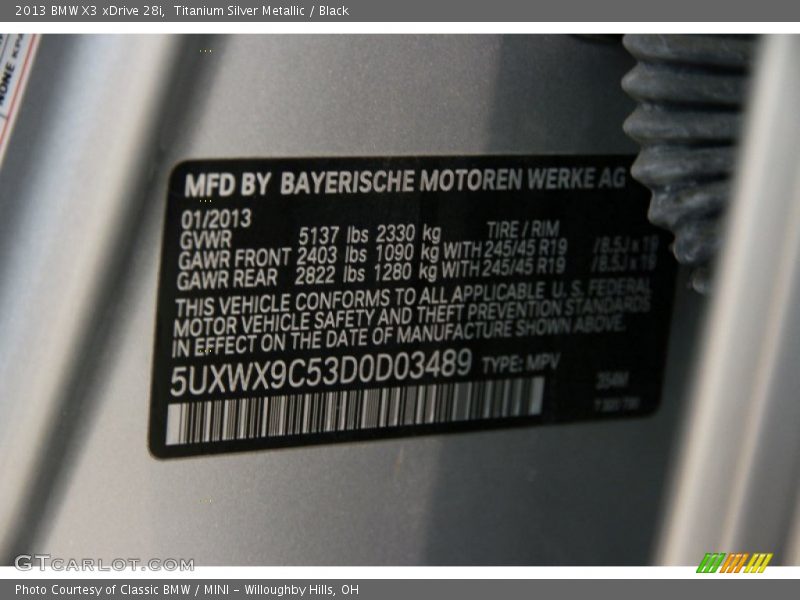 2013 BMW X3 xDrive 28i, Titanium Silver Metallic / Black
NONE
MFD BY BAYERISCHE MOTOREN WERKE AG
01/2013 TIRE / RIM
GVWR 5137 lbs 2330 kg
GAWR FRONT 2403 lbs 1090 kg WITH 245/45 R19 /8.5J x 19
GAWR REAR 2822 lbs 1280 kg WITH 245/45 R19 /8.5J x 19
THIS VEHICLE CONFORMS TO ALL APPLICABLE U.S. FEDERAL
MOTOR VEHICLE SAFETY AND THEFT PREVENTION STANDARDS
IN EFFECT ON THE DATE OF MANUFACTURE SHOWN ABOVE.
5UXWX9C53D0D03489 TYPE: MPV
354M
GTCARLOT.COM
Photo Courtesy of Classic BMW / MINI - Willoughby Hills, OH